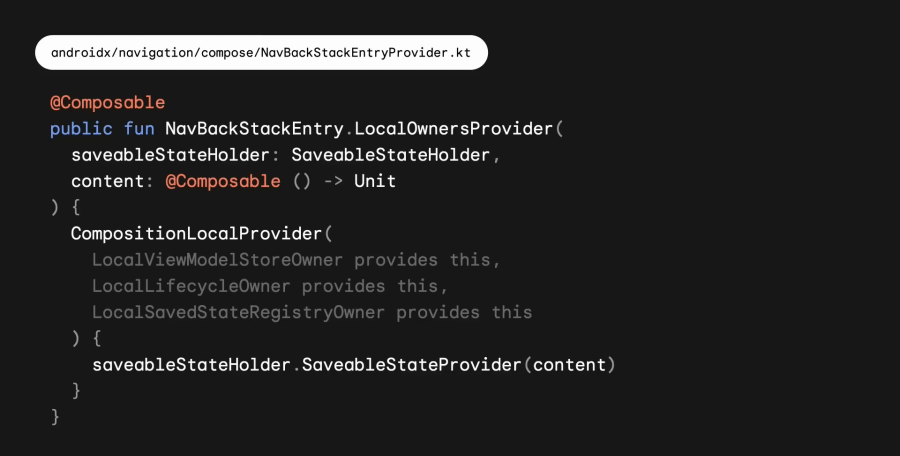 androidx/navigation/compose/NavBackStackEntryProvider.kt
@Composable
public fun NavBackStackEntry.LocalOwnersProvider(
  saveableStateHolder: SaveableStateHolder,
  content: @Composable () -> Unit
) {
  CompositionLocalProvider(
    LocalViewModelStoreOwner provides this,
    LocalLifecycleOwner provides this,
    LocalSavedStateRegistryOwner provides this
  ) {
    saveableStateHolder.SaveableStateProvider(content)
  }
}